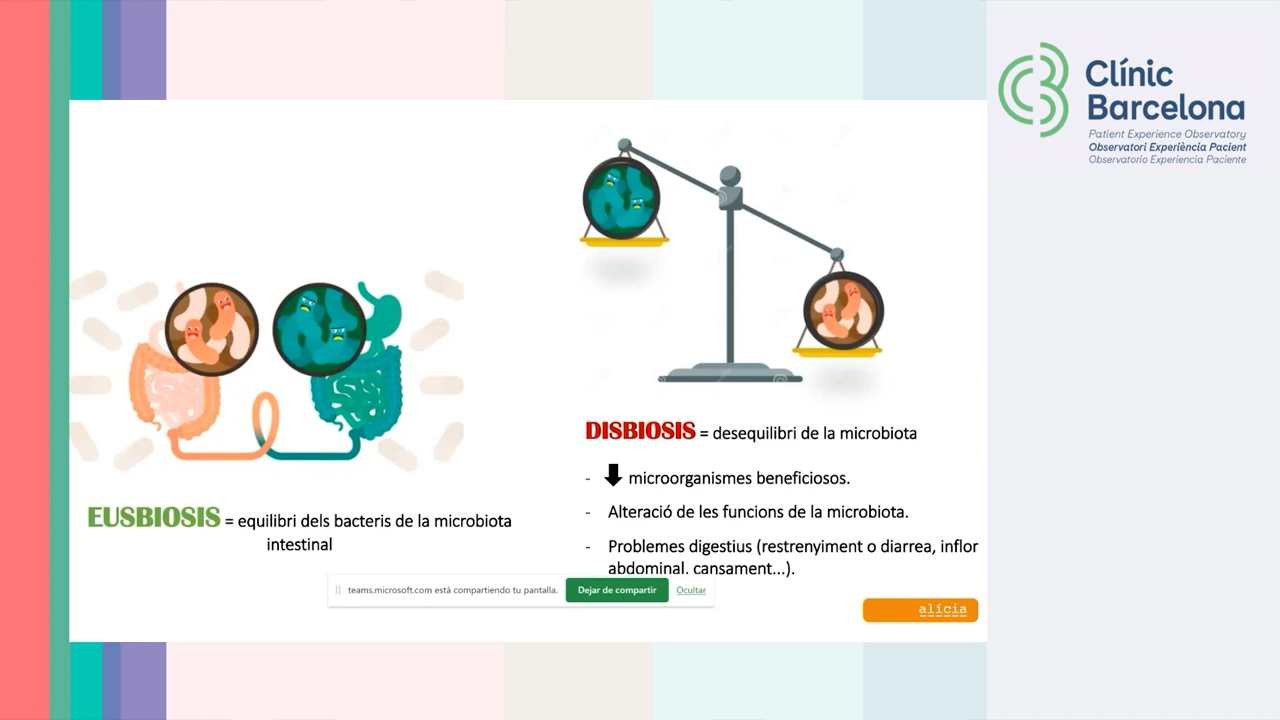 Clínic
Barcelona
Patient Experience Observatory
Observatori Experiència Pacient
Observatorio Experiencia Paciente
EUSBIOSIS = equilibri dels bacteris de la microbiota
intestinal
DISBIOSIS = desequilibri de la microbiota
- microorganismes beneficiosos.
- Alteració de les funcions de la microbiota.
- Problemes digestius (restrenyiment o diarrea, inflor
abdominal, cansament...).
teams.microsoft.com está compartiendo tu pantalla. Dejar de compartir Ocultar
alícia